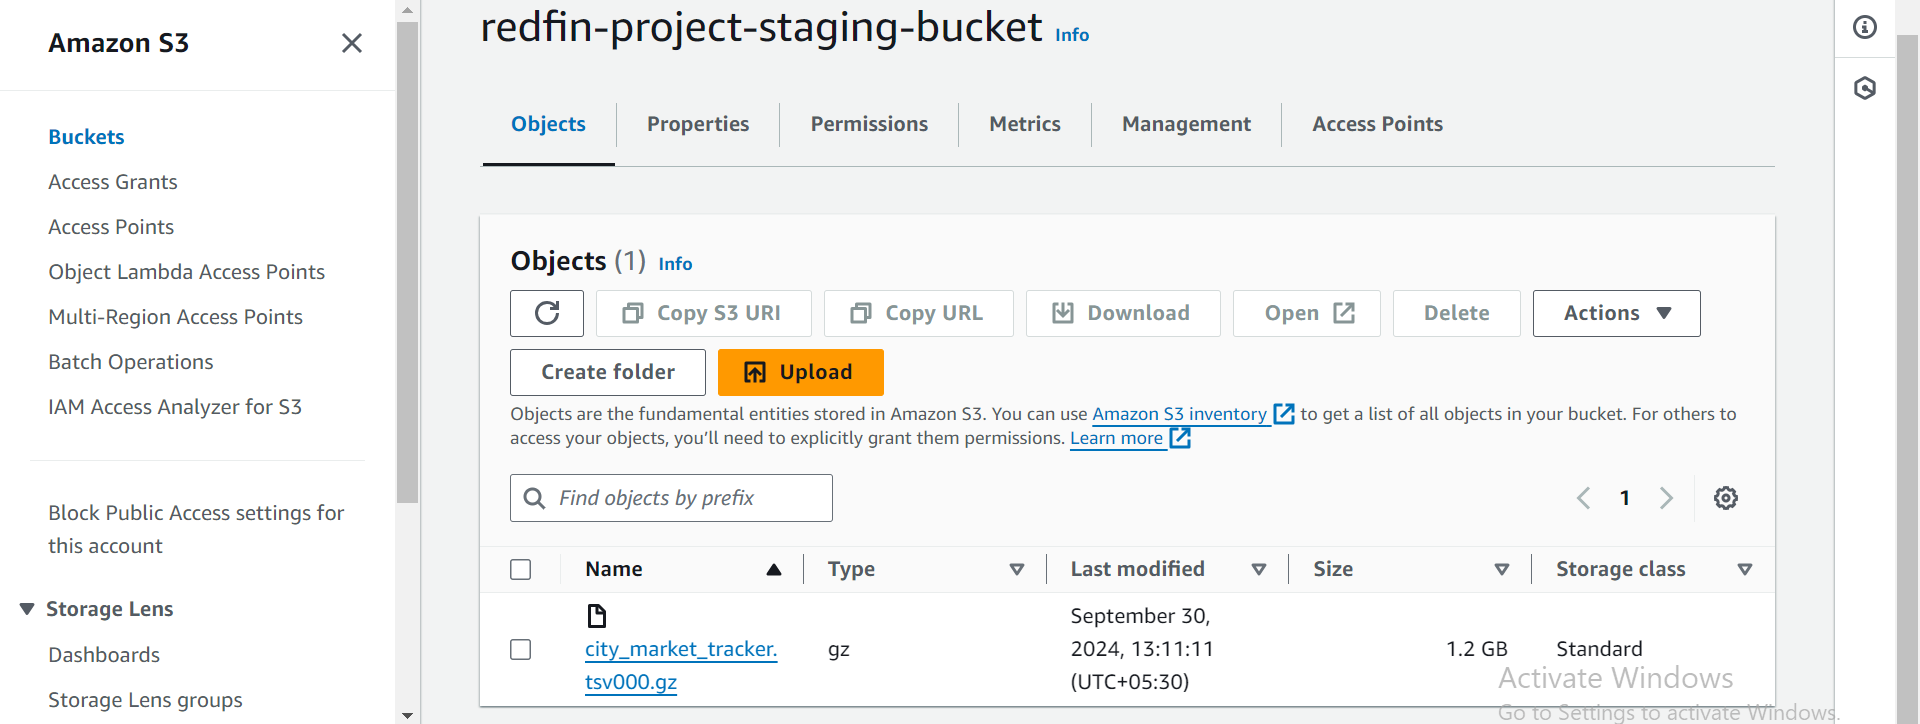 Amazon S3
Buckets
Access Grants
Access Points
Object Lambda Access Points
Multi-Region Access Points
Batch Operations
IAM Access Analyzer for S3
Block Public Access settings for
this account
Storage Lens
Dashboards
Storage Lens groups
redfin-project-staging-bucket Info
Objects Properties Permissions Metrics Management Access Points
Objects (1) Info
Copy S3 URI Copy URL Download Open Delete Actions
Create folder Upload
Objects are the fundamental entities stored in Amazon S3. You can use Amazon S3 inventory to get a list of all objects in your bucket. For others to
access your objects, you’ll need to explicitly grant them permissions. Learn more
Find objects by prefix 1
Name Type Last modified Size Storage class
September 30,
city_market_tracker. gz 2024, 13:11:11 1.2 GB Standard
tsv000.gz (UTC+05:30)
Activate Windows
Go to Settings to activate Windows.